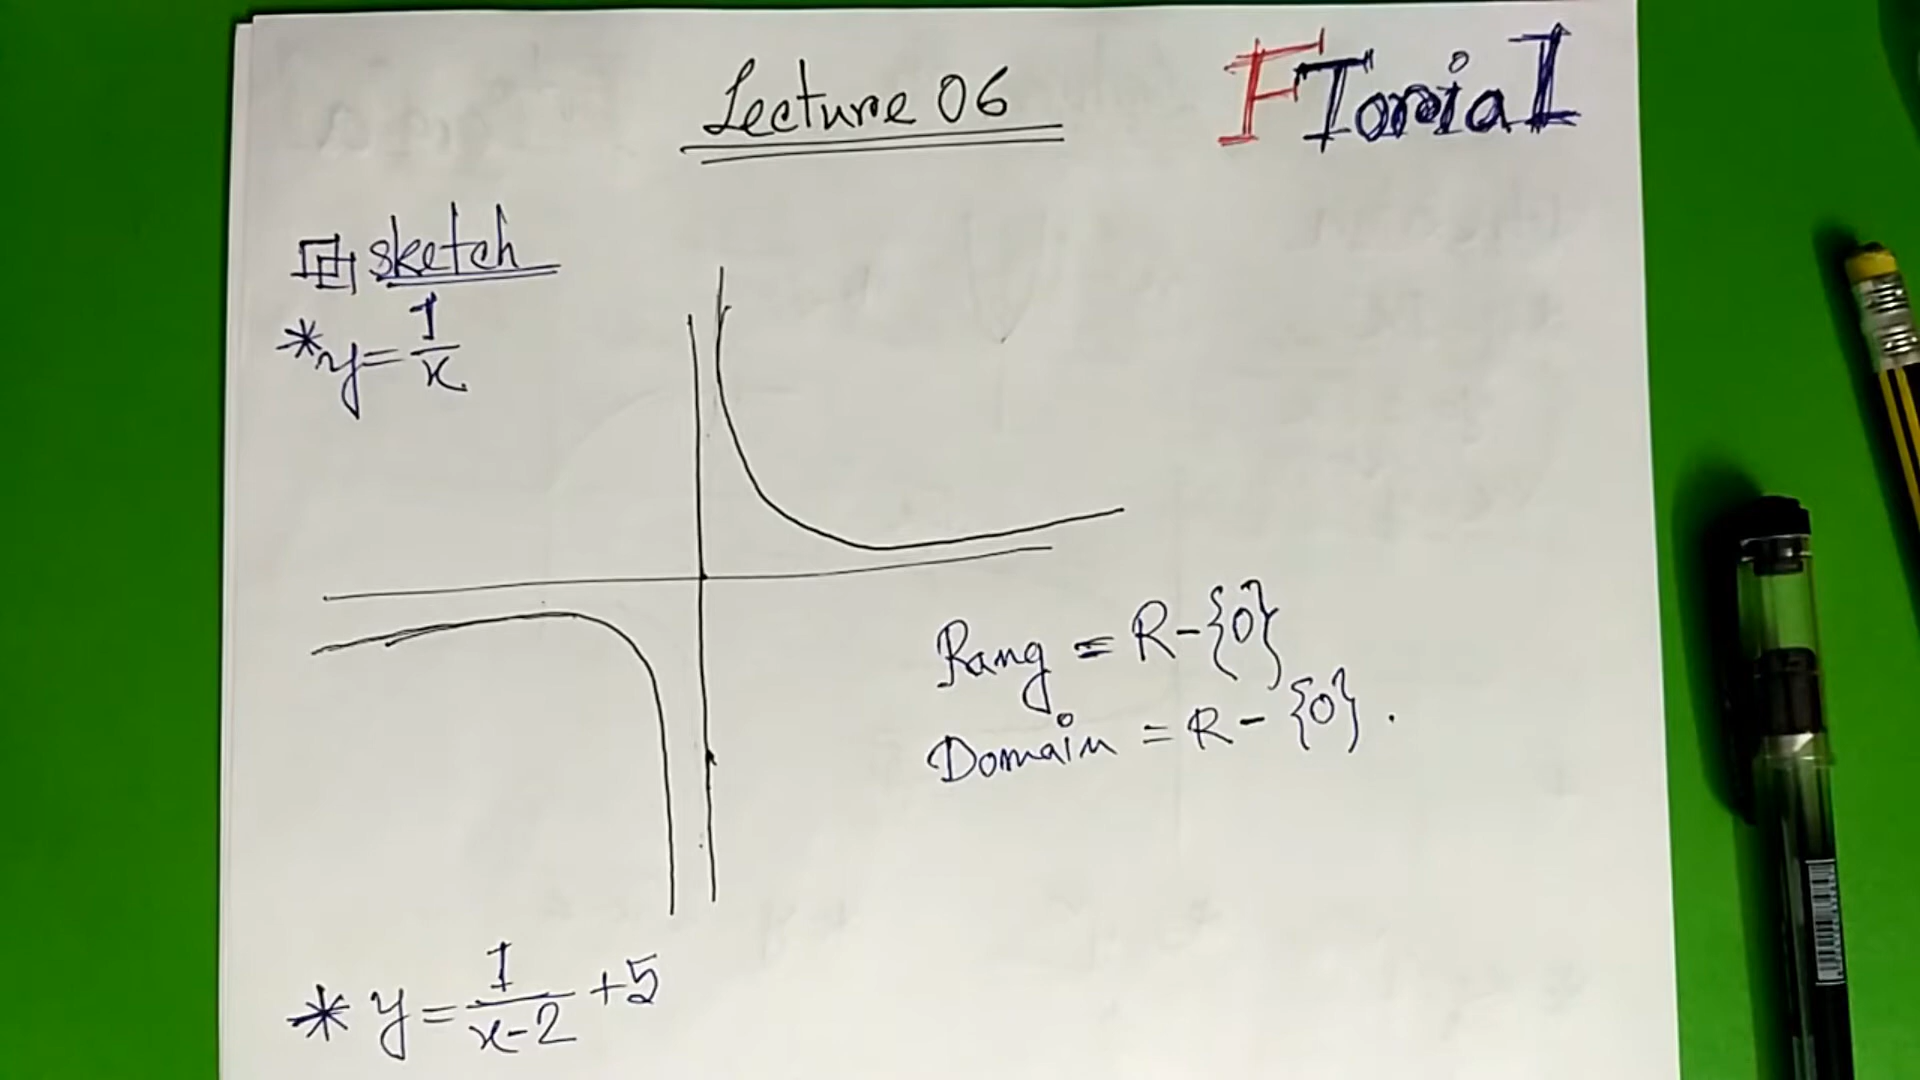 Lecture 06
FTorial
sketch
* y = 1/x
Rang = R - {0}
Domain = R - {0} .
* y = 1/(x-2) + 5